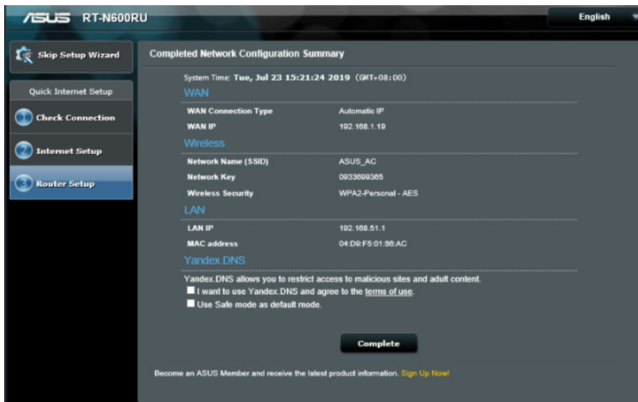 ASUS RT-N600RU
English
Skip Setup Wizard
Quick Internet Setup
1 Check Connection
2 Internet Setup
3 Router Setup
Completed Network Configuration Summary
System Time: Tue, Jul 23 15:21:24 2019 (GMT+08:00)
WAN
WAN Connection Type Automatic IP
WAN IP 192.168.1.19
Wireless
Network Name (SSID) ASUS_AC
Network Key 0933699365
Wireless Security WPA2-Personal - AES
LAN
LAN IP 192.168.51.1
MAC address 04:D9:F5:01:86:AC
Yandex.DNS
Yandex.DNS allows you to restrict access to malicious sites and adult content.
I want to use Yandex.DNS and agree to the terms of use.
Use Safe mode as default mode.
Complete
Become an ASUS Member and receive the latest product information. Sign Up Now!